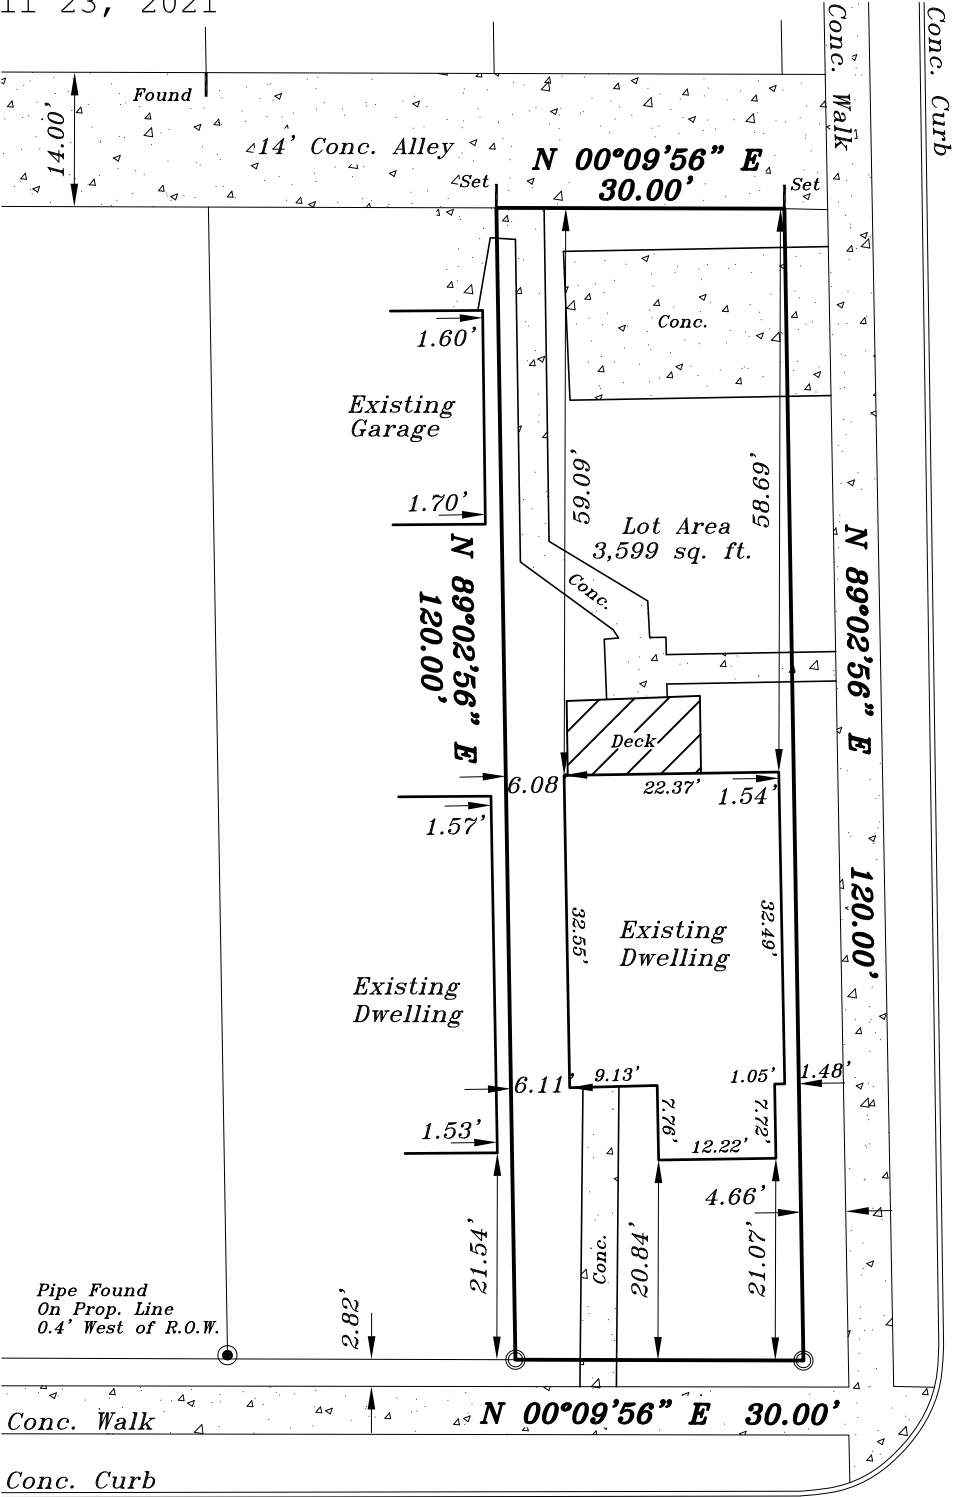 23, 2021
Conc. Walk
Conc. Curb
Found
14.00'
14' Conc. Alley
N 00°09'56" E
30.00'
Set
Set
Conc.
1.60'
Existing
Garage
1.70'
59.09'
58.69'
Lot Area
3,599 sq. ft.
N 89°02'56" E
120.00'
N 89°02'56" E
120.00'
Conc.
Deck
6.08
22.37'
1.54'
1.57'
32.55'
32.49'
Existing
Dwelling
Existing
Dwelling
6.11'
9.13'
1.05'
1.48'
7.76'
7.72'
1.53'
12.22'
4.66'
21.54'
Conc.
20.84'
21.07'
Pipe Found
On Prop. Line
0.4' West of R.O.W.
2.82'
Conc. Walk
N 00°09'56" E 30.00'
Conc. Curb